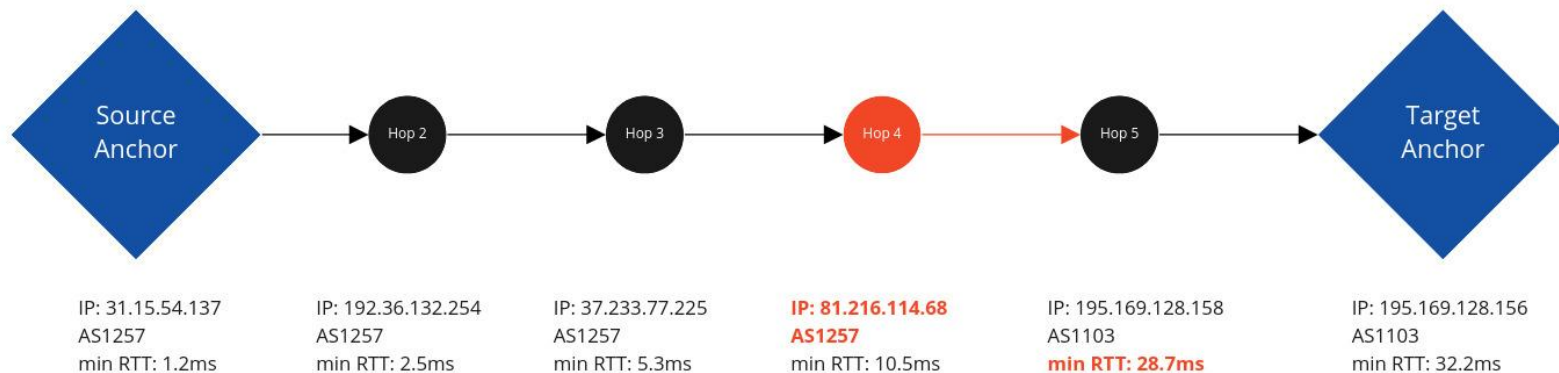 Source
Anchor
Hop 2
Hop 3
Hop 4
Hop 5
Target
Anchor
IP: 31.15.54.137
AS1257
min RTT: 1.2ms
IP: 192.36.132.254
AS1257
min RTT: 2.5ms
IP: 37.233.77.225
AS1257
min RTT: 5.3ms
IP: 81.216.114.68
AS1257
min RTT: 10.5ms
IP: 195.169.128.158
AS1103
min RTT: 28.7ms
IP: 195.169.128.156
AS1103
min RTT: 32.2ms